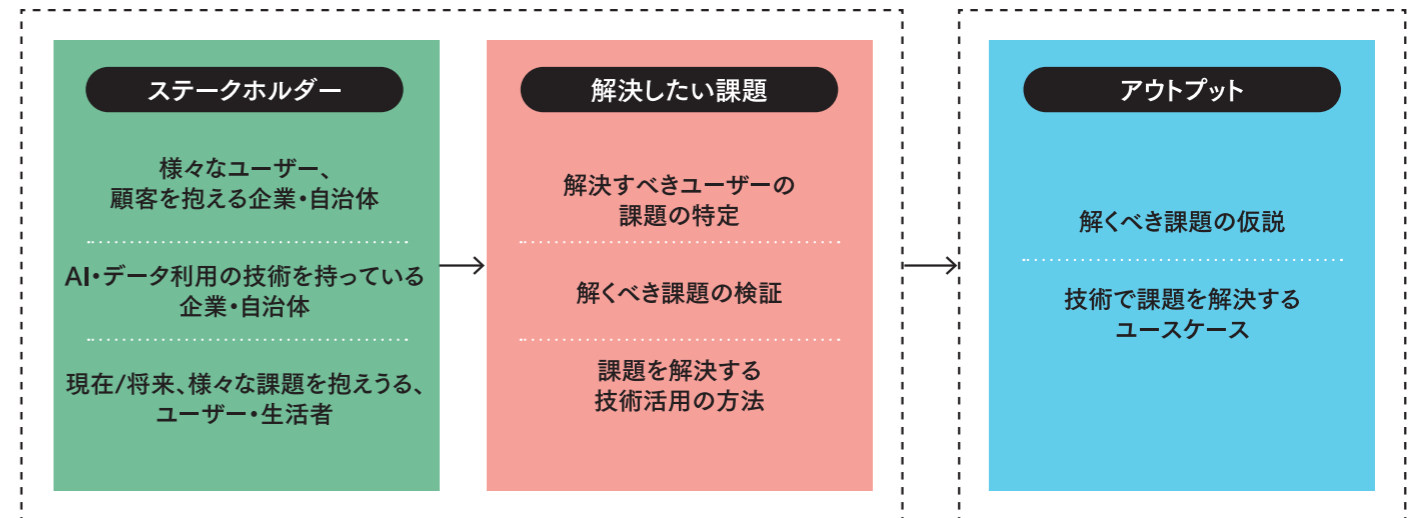 ステークホルダー
様々なユーザー、
顧客を抱える企業・自治体
AI・データ利用の技術を持っている
企業・自治体
現在/将来、様々な課題を抱えうる、
ユーザー・生活者
解決したい課題
解決すべきユーザーの
課題の特定
解くべき課題の検証
課題を解決する
技術活用の方法
アウトプット
解くべき課題の仮説
技術で課題を解決する
ユースケース